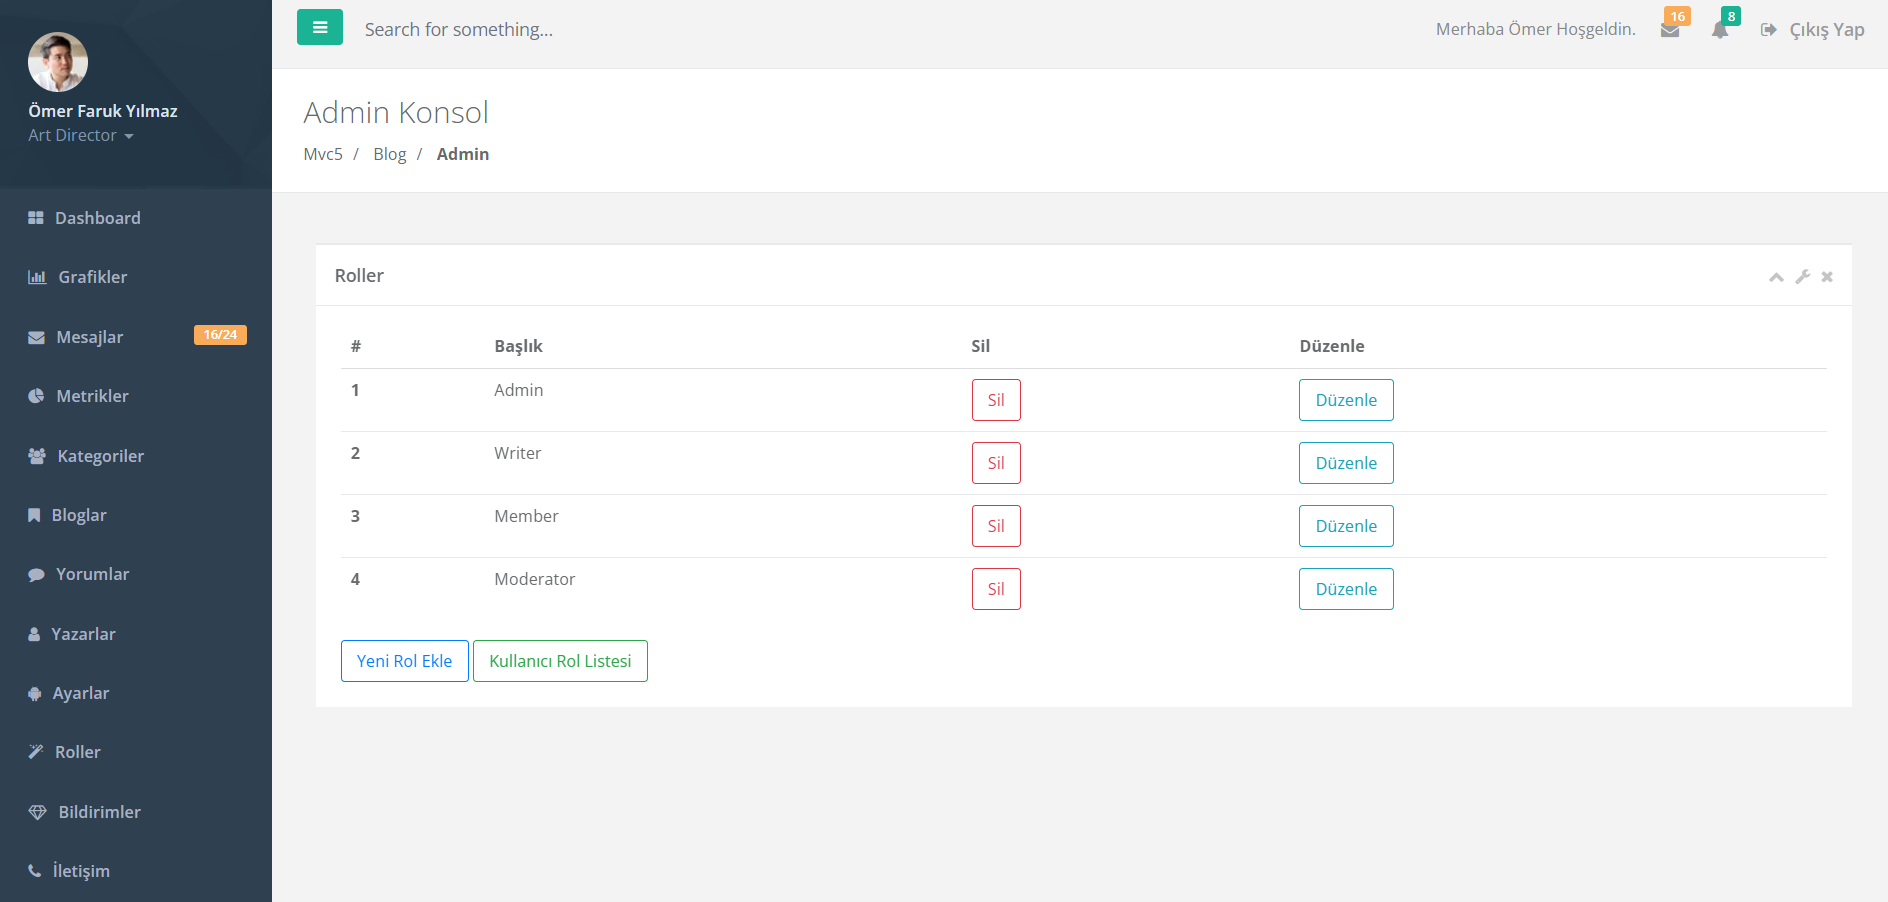 Ömer Faruk Yılmaz
Art Director
Dashboard
Grafikler
Mesajlar 16/24
Metrikler
Kategoriler
Bloglar
Yorumlar
Yazarlar
Ayarlar
Roller
Bildirimler
İletişim
Search for something...
Merhaba Ömer Hoşgeldin. 16 8 Çıkış Yap
Admin Konsol
Mvc5 / Blog / Admin
Roller
# Başlık Sil Düzenle
1 Admin Sil Düzenle
2 Writer Sil Düzenle
3 Member Sil Düzenle
4 Moderator Sil Düzenle
Yeni Rol Ekle Kullanıcı Rol Listesi